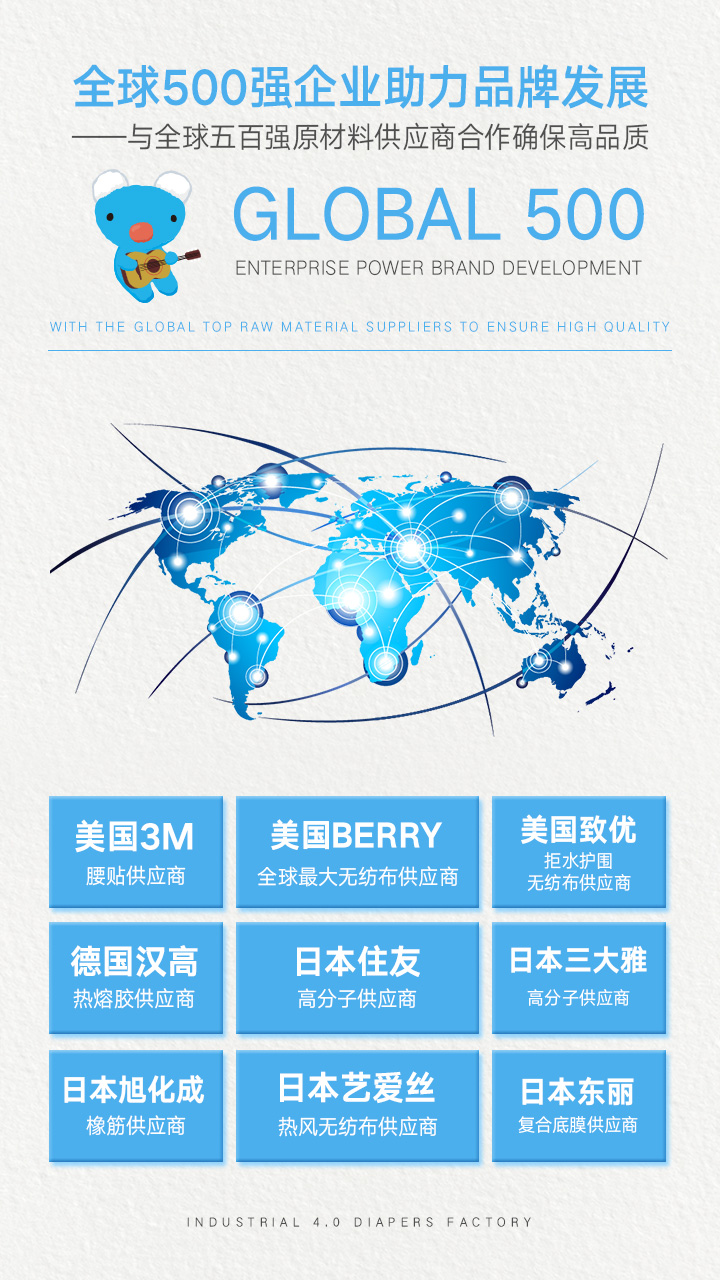 全球500强企业助力品牌发展
——与全球五百强原材料供应商合作确保高品质
GLOBAL 500
ENTERPRISE POWER BRAND DEVELOPMENT
WITH THE GLOBAL TOP RAW MATERIAL SUPPLIERS TO ENSURE HIGH QUALITY
美国3M
腰贴供应商
美国BERRY
全球最大无纺布供应商
美国致优
拒水护围
无纺布供应商
德国汉高
热熔胶供应商
日本住友
高分子供应商
日本三大雅
高分子供应商
日本旭化成
橡筋供应商
日本艺爱丝
热风无纺布供应商
日本东丽
复合底膜供应商
INDUSTRIAL 4.0 DIAPERS FACTORY